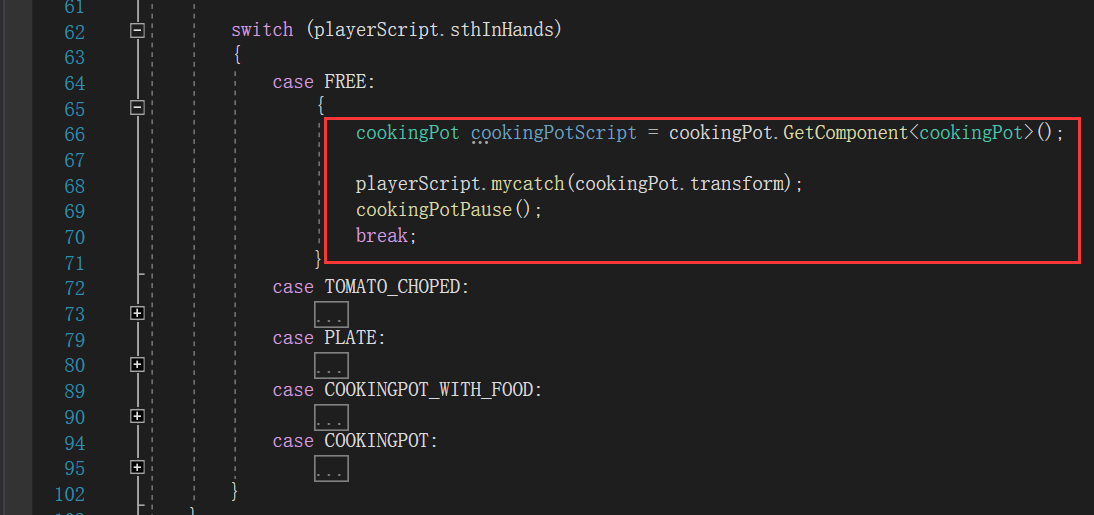 61
62 switch (playerScript.sthInHands)
63 {
64 case FREE:
65 {
66 cookingPot cookingPotScript = cookingPot.GetComponent<cookingPot>();
67
68 playerScript.mycatch(cookingPot.transform);
69 cookingPotPause();
70 break;
71 }
72 case TOMATO_CHOPED:
73 ...
79 case PLATE:
80 ...
89 case COOKINGPOT_WITH_FOOD:
90 ...
94 case COOKINGPOT:
95 ...
102 }